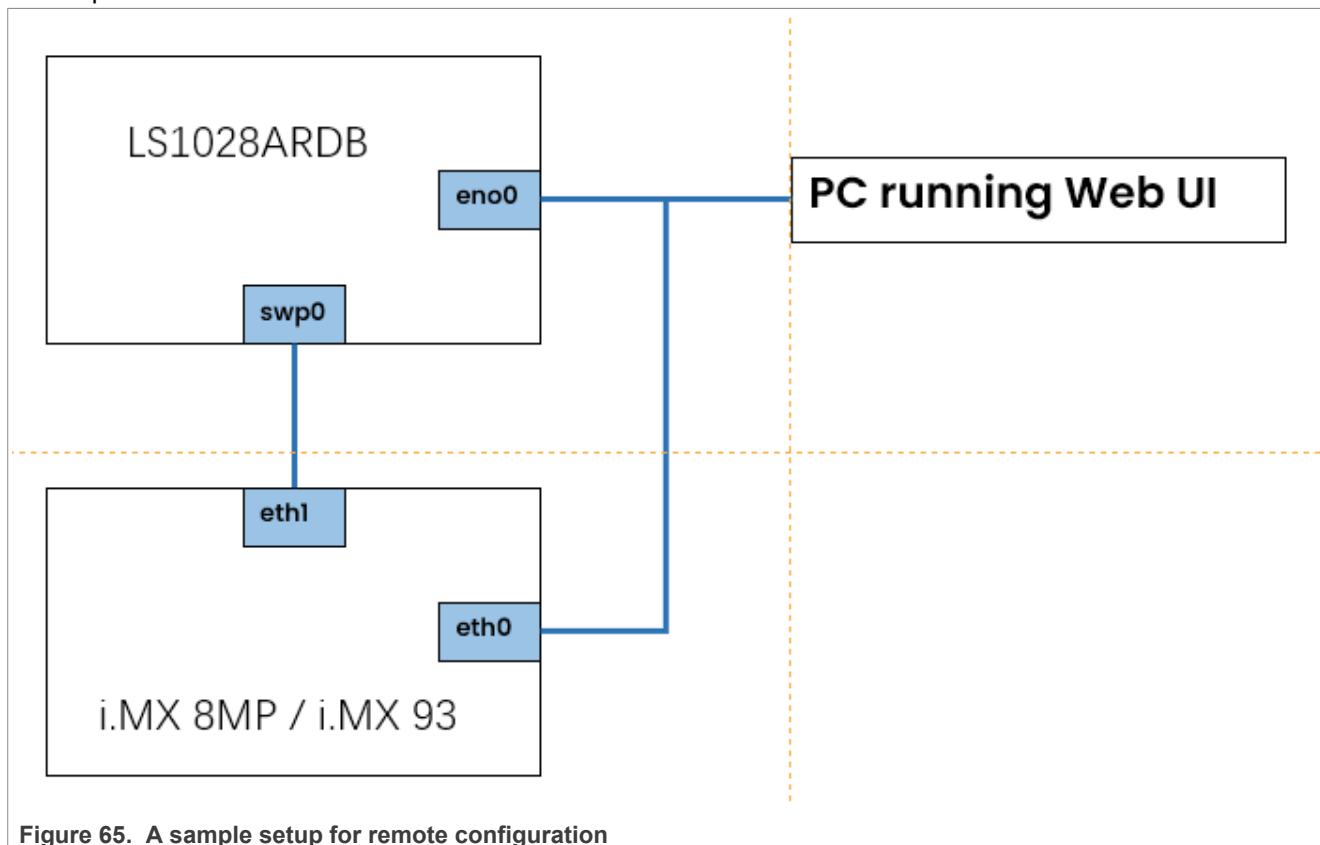 LS1028ARDB
eno0
PC running Web UI
swp0
eth1
eth0
i.MX 8MP / i.MX 93
Figure 65. A sample setup for remote configuration